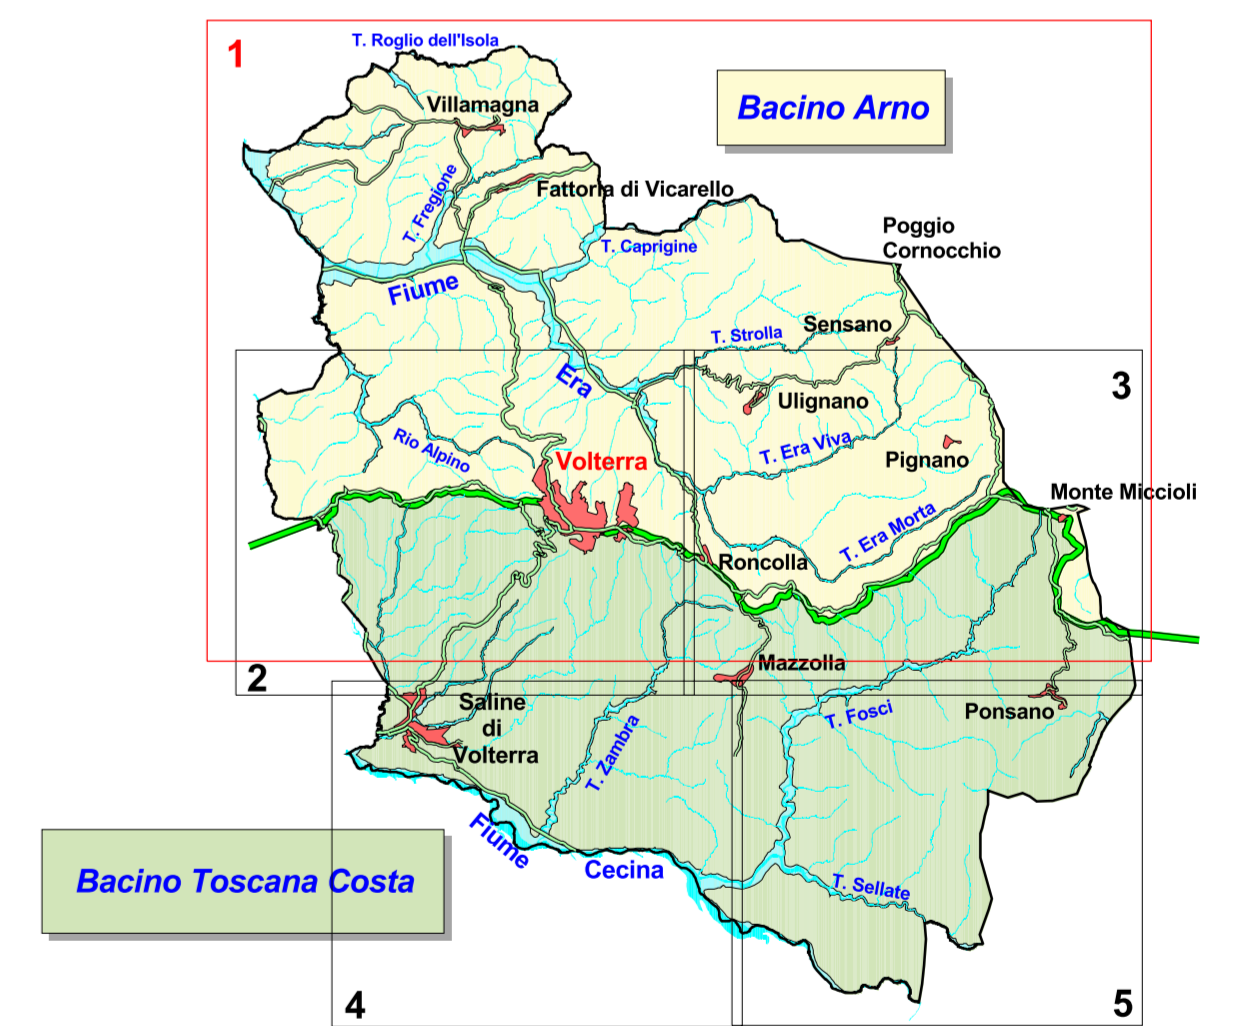 T. Roglio dell'Isola
1
Villamagna
Bacino Arno
Fattoria di Vicarello
T. Fregione
Poggio
Cornocchio
T. Caprigine
Fiume
Sensano
T. Strolla
Era
3
Ulignano
Rio Alpino
T. Era Viva
Volterra
Pignano
Monte Miccioli
T. Era Morta
Roncolla
Mazzolla
2
Saline
di
Volterra
T. Fosci
Ponsano
T. Zambra
Fiume
Cecina
Bacino Toscana Costa
T. Sellate
4
5